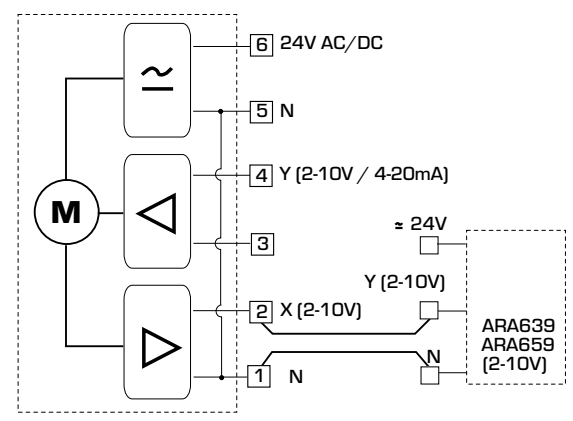 6 24V AC/DC
5 N
4 Y (2-10V / 4-20mA)
M
3
≃ 24V
Y (2-10V)
2 X (2-10V)
ARA639
ARA659
(2-10V)
N
1 N